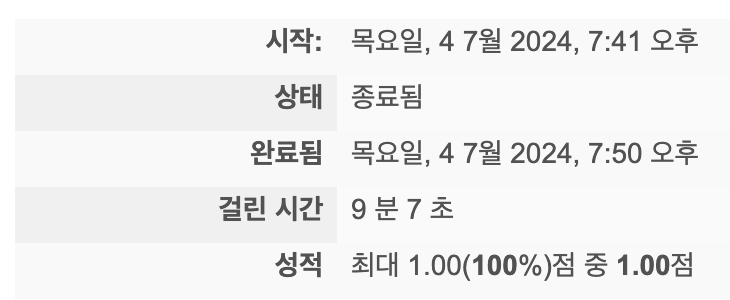 시작: 목요일, 4 7월 2024, 7:41 오후
상태 종료됨
완료됨 목요일, 4 7월 2024, 7:50 오후
걸린 시간 9 분 7 초
성적 최대 1.00(100%)점 중 1.00점